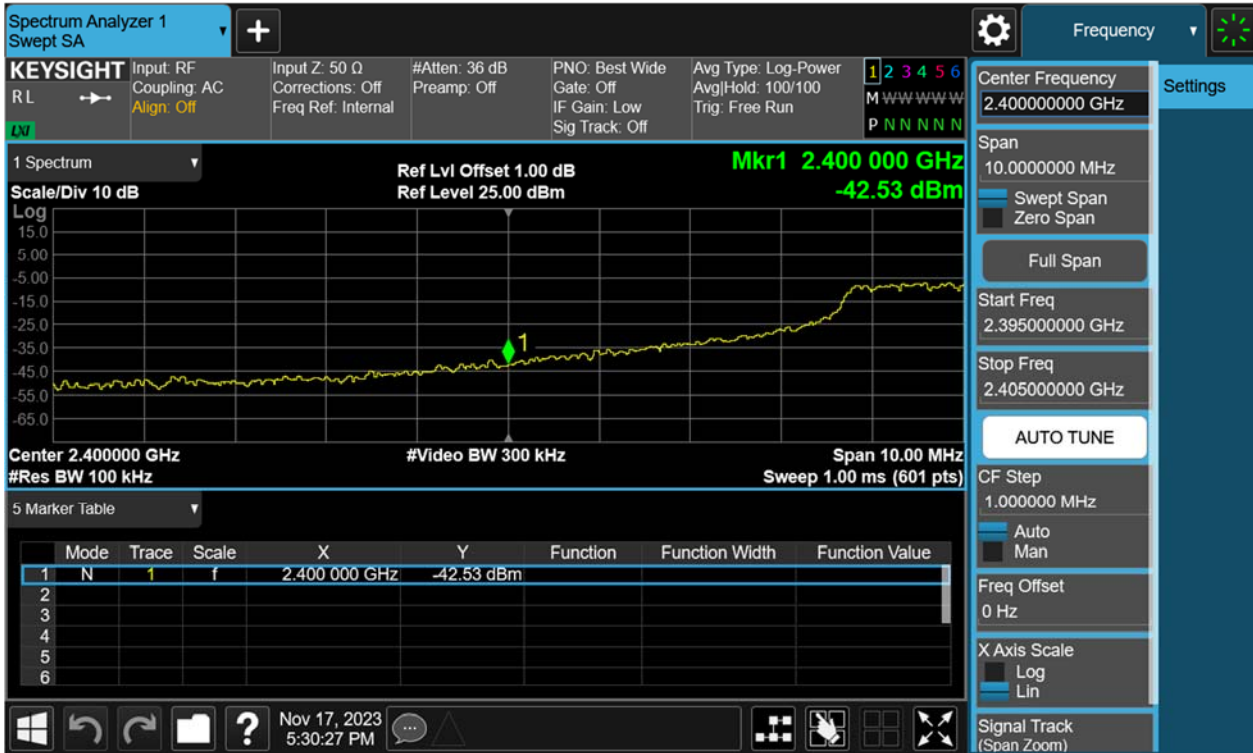 Spectrum Analyzer 1
Swept SA
+
Frequency
KEYSIGHT
RL
LXI
Input: RF
Coupling: AC
Align: Off
Input Z: 50 Ω
Corrections: Off
Freq Ref: Internal
#Atten: 36 dB
Preamp: Off
PNO: Best Wide
Gate: Off
IF Gain: Low
Sig Track: Off
Avg Type: Log-Power
Avg|Hold: 100/100
Trig: Free Run
1 2 3 4 5 6
M W W W W W
P N N N N N
1 Spectrum
Scale/Div 10 dB
Ref Lvl Offset 1.00 dB
Ref Level 25.00 dBm
Mkr1 2.400 000 GHz
-42.53 dBm
Log
15.0
5.00
-5.00
-15.0
-25.0
-35.0
-45.0
-55.0
-65.0
1
Center 2.400000 GHz
#Res BW 100 kHz
#Video BW 300 kHz
Span 10.00 MHz
Sweep 1.00 ms (601 pts)
5 Marker Table
Mode Trace Scale X Y Function Function Width Function Value
1 N 1 f 2.400 000 GHz -42.53 dBm
2
3
4
5
6
Nov 17, 2023
5:30:27 PM
?
Center Frequency
2.400000000 GHz
Settings
Span
10.0000000 MHz
Swept Span
Zero Span
Full Span
Start Freq
2.395000000 GHz
Stop Freq
2.405000000 GHz
AUTO TUNE
CF Step
1.000000 MHz
Auto
Man
Freq Offset
0 Hz
X Axis Scale
Log
Lin
Signal Track
(Span Zoom)